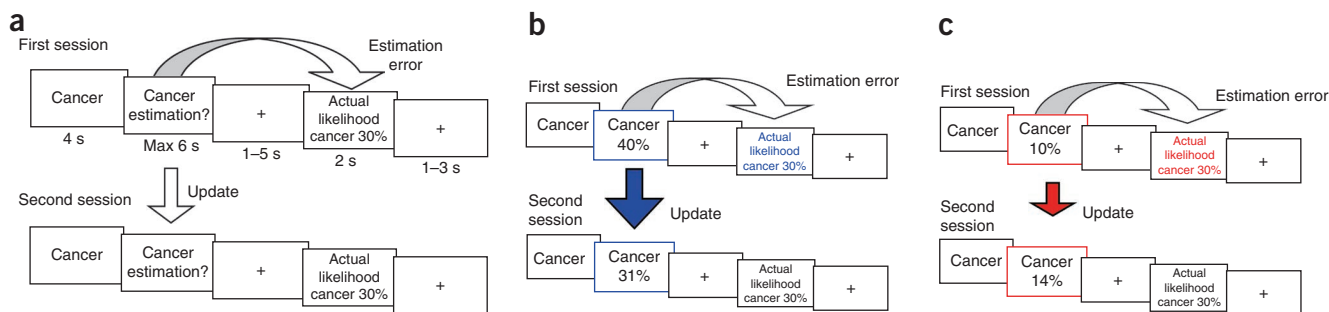 a
First session
Estimation
error
Cancer
Cancer
estimation?
+
Actual
likelihood
cancer 30%
+
4 s
Max 6 s
1–5 s
2 s
1–3 s
Update
Second session
Cancer
Cancer
estimation?
+
Actual
likelihood
cancer 30%
+
b
First session
Estimation error
Cancer
Cancer
40%
+
Actual
likelihood
cancer 30%
+
Update
Second
session
Cancer
Cancer
31%
+
Actual
likelihood
cancer 30%
+
c
First session
Estimation error
Cancer
Cancer
10%
+
Actual
likelihood
cancer 30%
+
Update
Second
session
Cancer
Cancer
14%
+
Actual
likelihood
cancer 30%
+